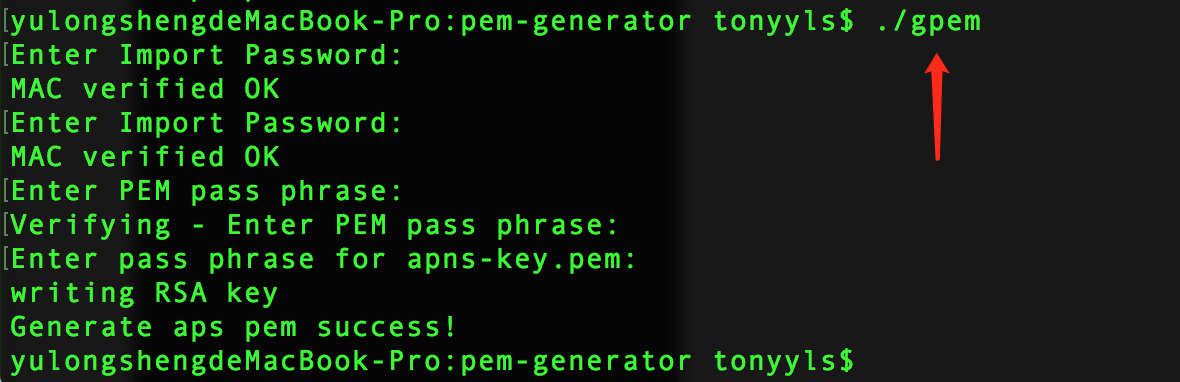 yulongshengdeMacBook-Pro:pem-generator tonyyls$ ./gpem
Enter Import Password:
MAC verified OK
Enter Import Password:
MAC verified OK
Enter PEM pass phrase:
Verifying - Enter PEM pass phrase:
Enter pass phrase for apns-key.pem:
writing RSA key
Generate aps pem success!
yulongshengdeMacBook-Pro:pem-generator tonyyls$